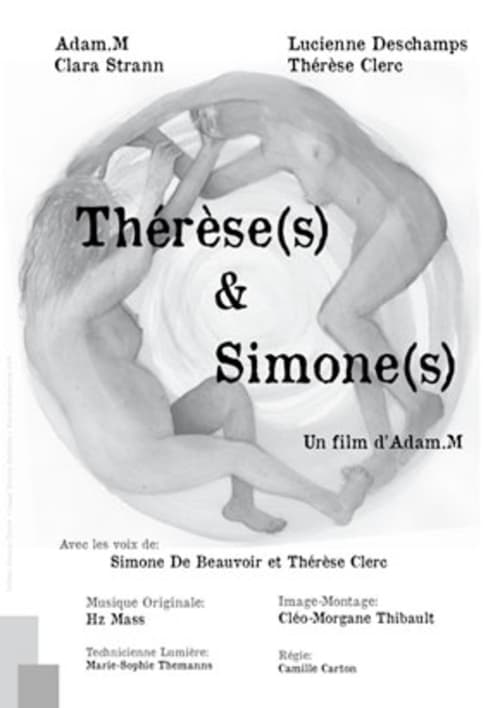 Adam.M
Clara Strann
Lucienne Deschamps
Thérèse Clerc
Thérèse(s)
&
Simone(s)
Un film d'Adam.M
Avec les voix de:
Simone De Beauvoir et Thérèse Clerc
Musique Originale:
Hz Mass
Image-Montage:
Cléo-Morgane Thibault
Technicienne Lumière:
Marie-Sophie Themanns
Régie:
Camille Carton